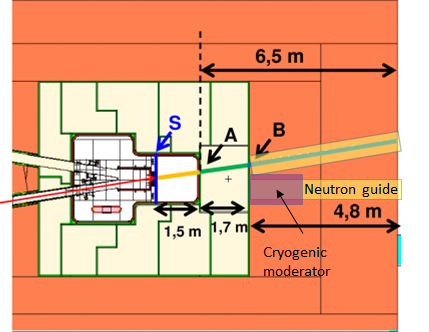 6,5 m
S
A
B
Neutron guide
1,5 m
1,7 m
4,8 m
Cryogenic
moderator